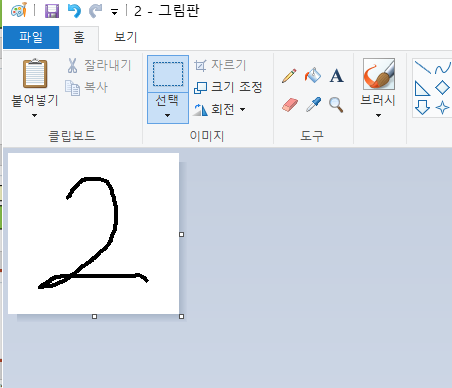 2 - 그림판
파일 홈 보기
붙여넣기
잘라내기
복사
클립보드
선택
자르기
크기 조정
회전
이미지
A
도구
브러시
2